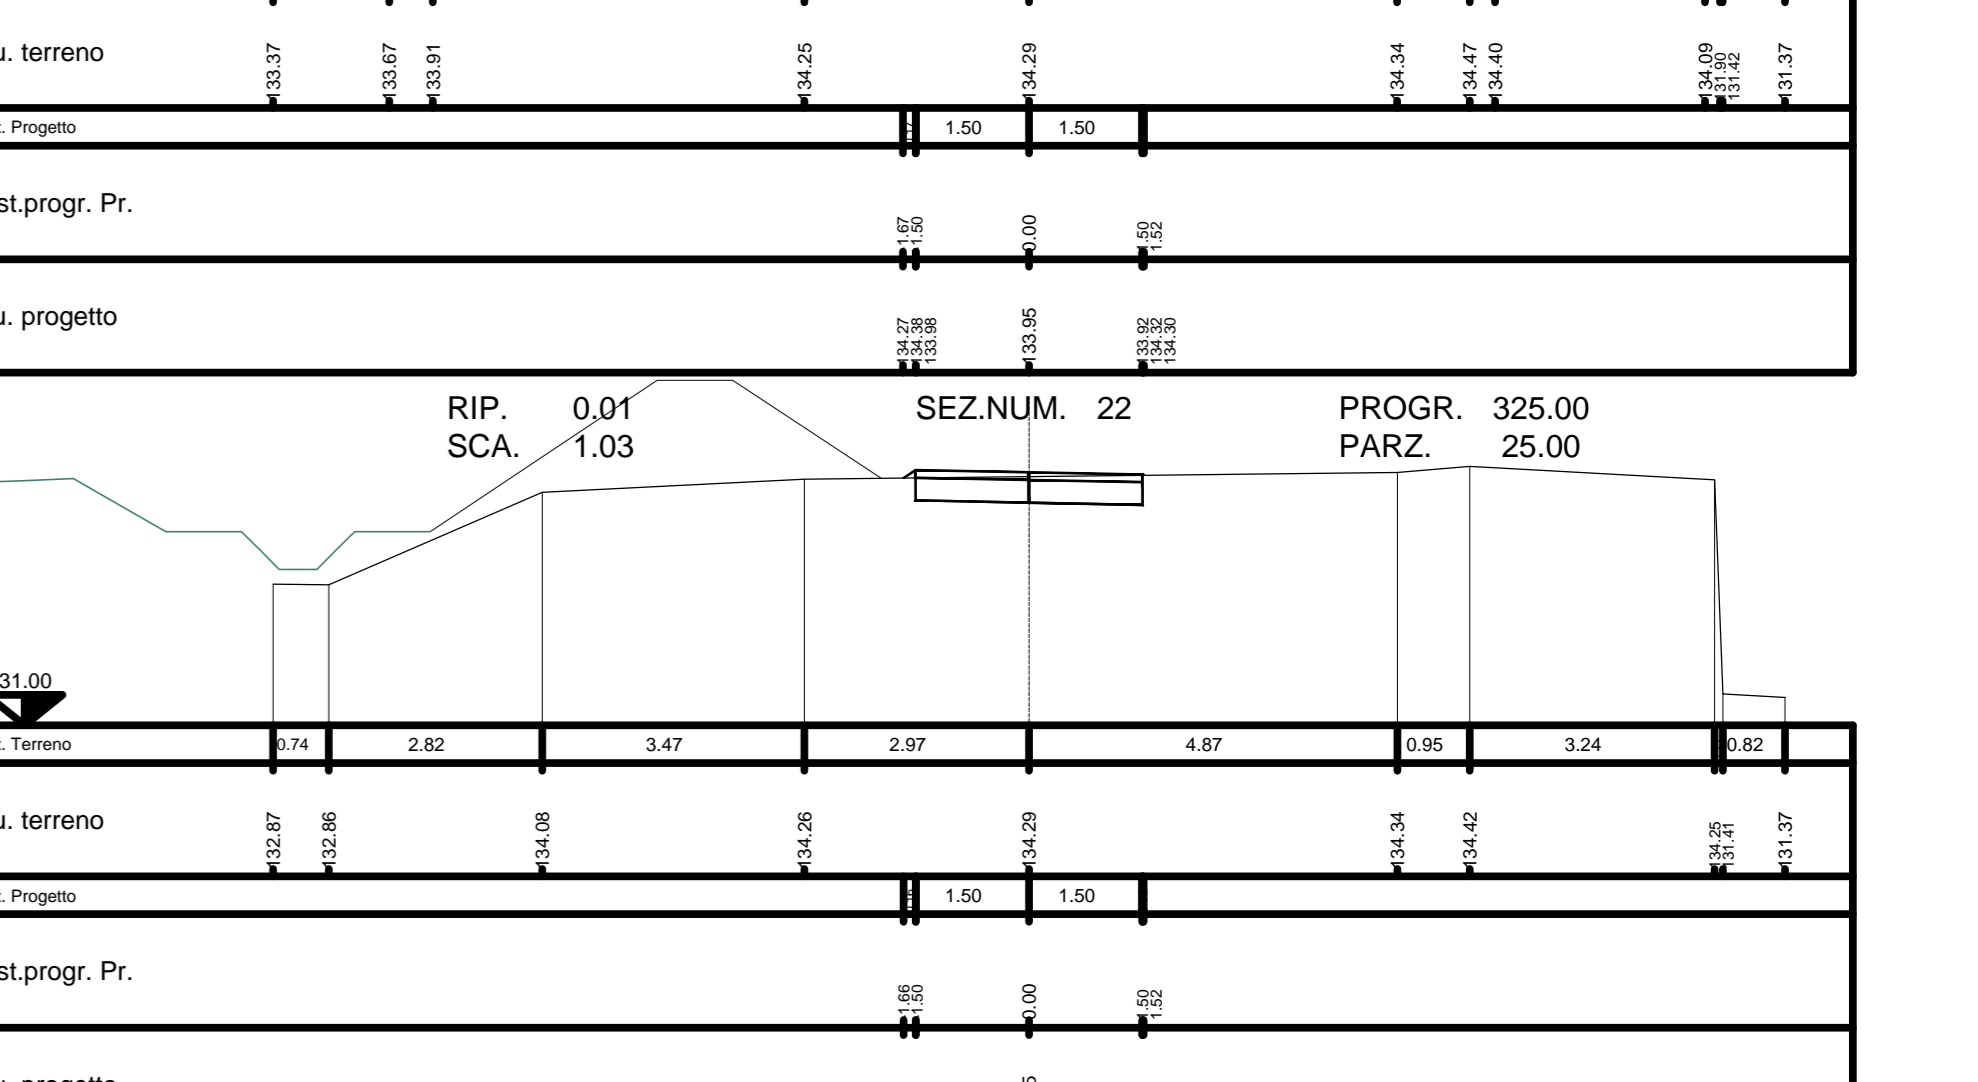 u. terreno 133.37 133.67 133.91 134.25 134.29 134.34 134.47 134.40 134.09 131.90 131.42 131.37
t. Progetto 1.50 1.50
st.progr. Pr. 1.67 1.50 0.00 1.50 1.52
u. progetto 134.27 134.38 133.98 133.95 133.92 134.32 134.30
RIP. 0.01 SEZ.NUM. 22 PROGR. 325.00
SCA. 1.03 PARZ. 25.00
31.00
t. Terreno 0.74 2.82 3.47 2.97 4.87 0.95 3.24 0.82
u. terreno 132.87 132.86 134.08 134.26 134.29 134.34 134.42 134.25 131.41 131.37
t. Progetto 1.50 1.50
st.progr. Pr. 1.66 1.50 0.00 1.50 1.52
u. progetto